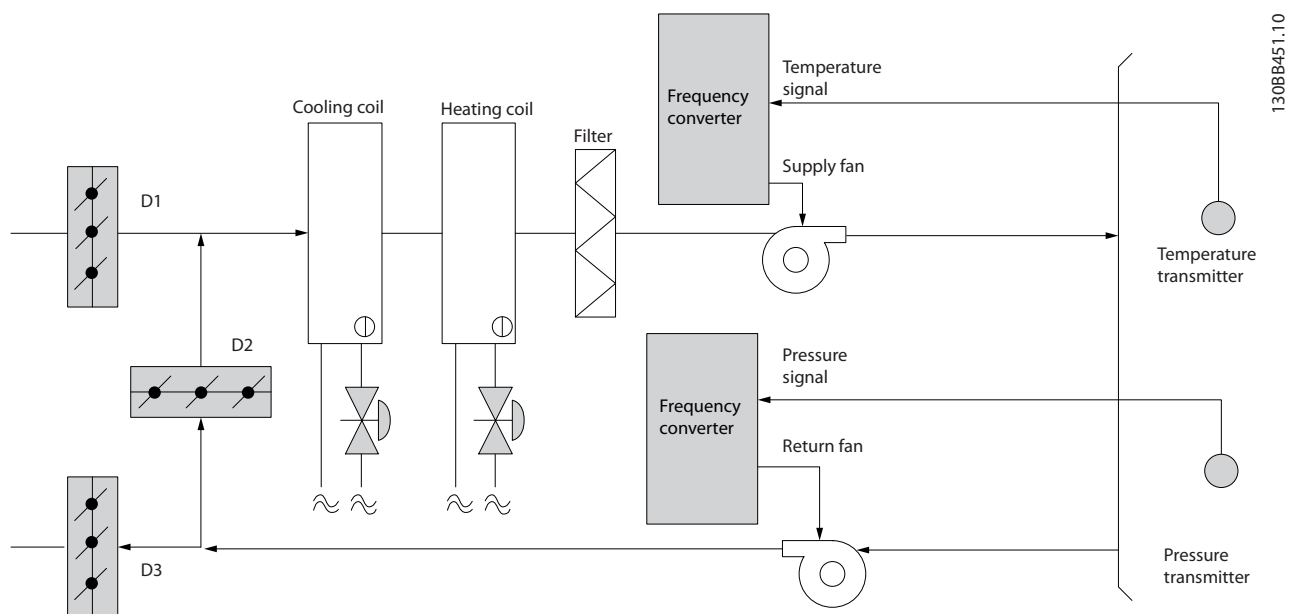 130BB451.10
Temperature
signal
Cooling coil
Heating coil
Frequency
converter
Filter
Supply fan
D1
Temperature
transmitter
D2
Pressure
signal
Frequency
converter
Return fan
D3
Pressure
transmitter